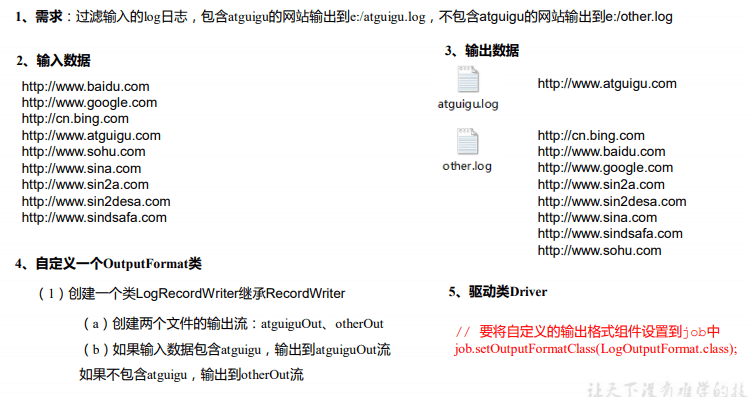 1、需求：过滤输入的log日志，包含atguigu的网站输出到e:/atguigu.log，不包含atguigu的网站输出到e:/other.log
2、输入数据
http://www.baidu.com
http://www.google.com
http://cn.bing.com
http://www.atguigu.com
http://www.sohu.com
http://www.sina.com
http://www.sin2a.com
http://www.sin2desa.com
http://www.sindsafa.com
3、输出数据
atguigu.log
http://www.atguigu.com
other.log
http://cn.bing.com
http://www.baidu.com
http://www.google.com
http://www.sin2a.com
http://www.sin2desa.com
http://www.sina.com
http://www.sindsafa.com
http://www.sohu.com
4、自定义一个OutputFormat类
（1）创建一个类LogRecordWriter继承RecordWriter
（a）创建两个文件的输出流：atguiguOut、otherOut
（b）如果输入数据包含atguigu，输出到atguiguOut流
如果不包含atguigu，输出到otherOut流
5、驱动类Driver
// 要将自定义的输出格式组件设置到job中
job.setOutputFormatClass(LogOutputFormat.class);
让天下没有难学的技